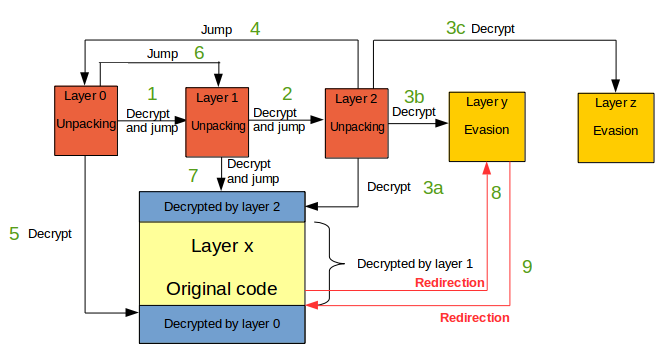 Jump 4
3c Decrypt
Jump 6
Layer 0
Unpacking
1
Decrypt
and jump
Layer 1
Unpacking
2
Decrypt
and jump
Layer 2
Unpacking
3b
Decrypt
Layer y
Evasion
Layer z
Evasion
7
Decrypt
and jump
Decrypt 3a
8
Decrypted by layer 2
5 Decrypt
Layer x
Original code
Decrypted by layer 1
9
Redirection
Redirection
Decrypted by layer 0